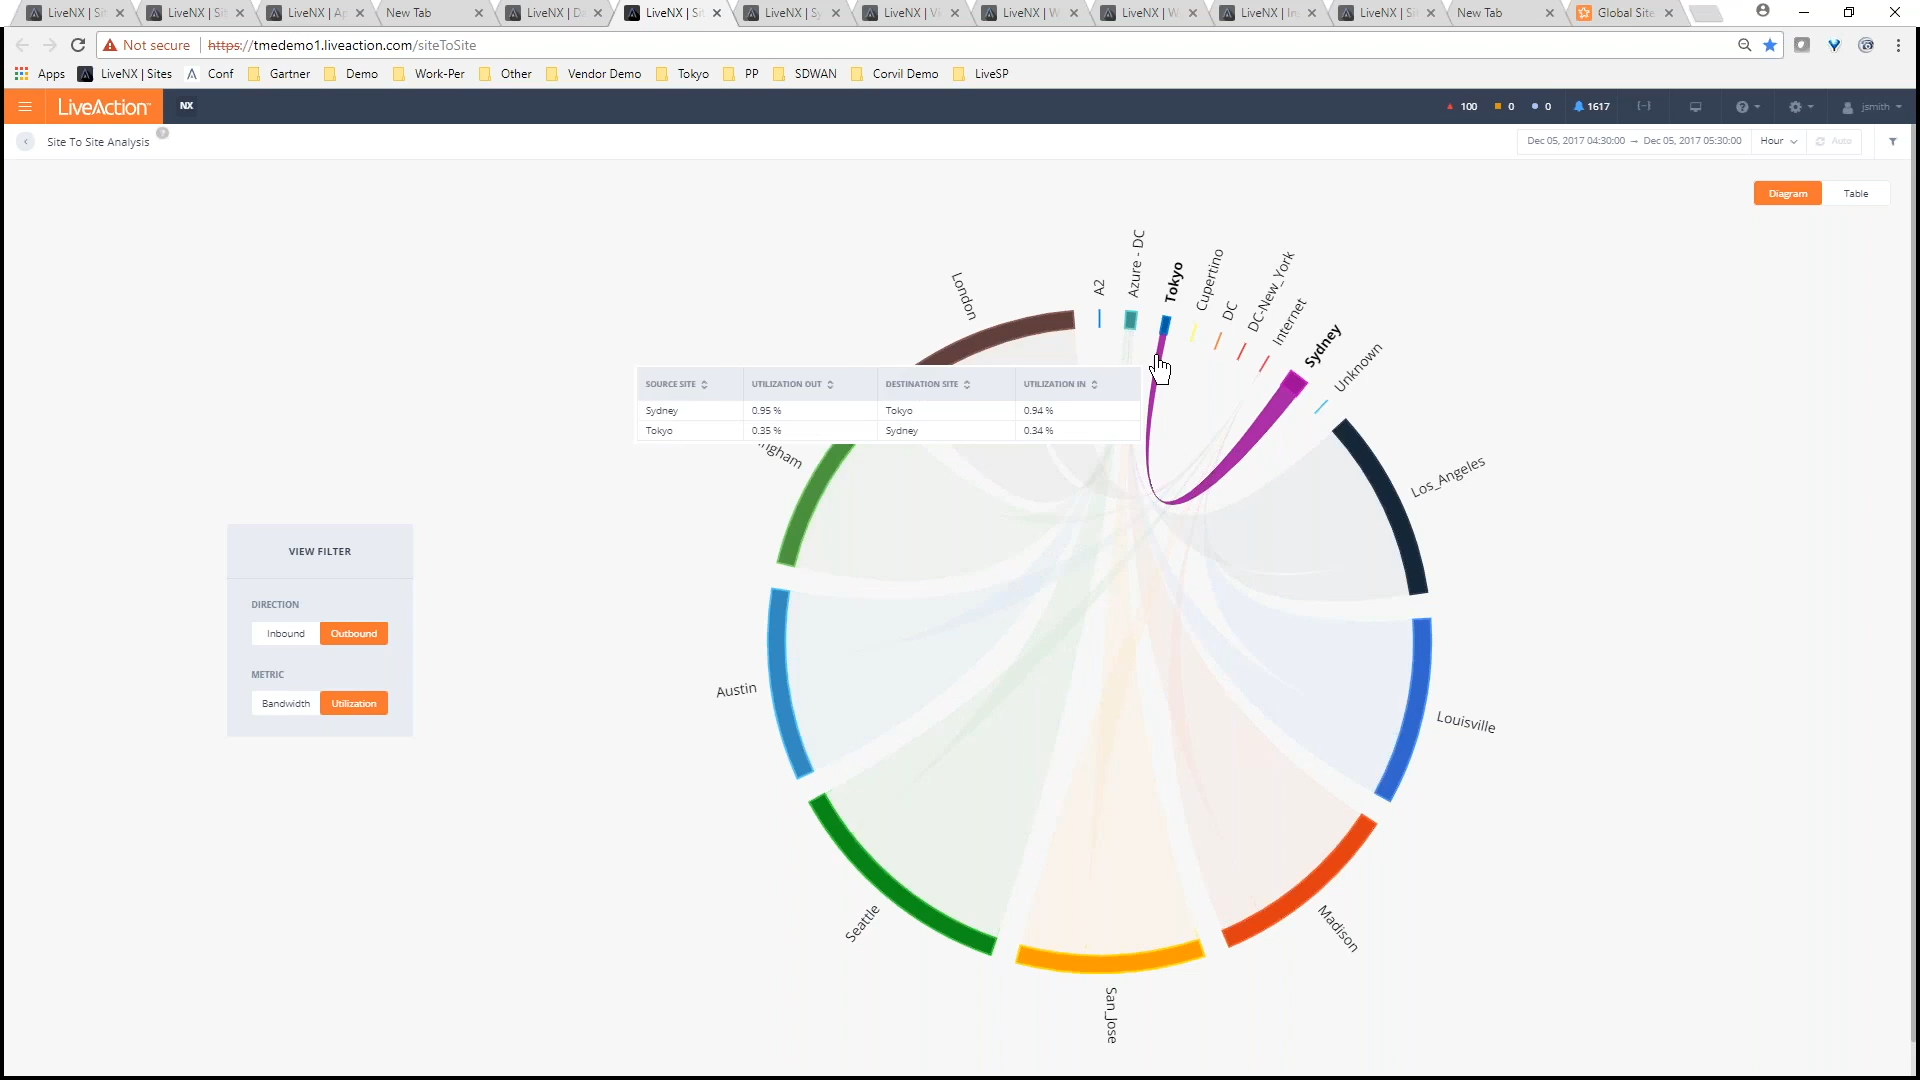 LiveNX | Si
LiveNX | Si
LiveNX | A
New Tab
LiveNX | D
LiveNX | Si
LiveNX | Sy
LiveNX | V
LiveNX | W
LiveNX | W
LiveNX | In
LiveNX | Si
New Tab
Global Site
Not secure
https://tmedemo1.liveaction.com/siteToSite
Apps
LiveNX | Sites
Conf
Gartner
Demo
Work-Per
Other
Vendor Demo
Tokyo
PP
SDWAN
Corvil Demo
LiveSP
LiveAction
NX
100
0
0
1617
jsmith
Site To Site Analysis
Dec 05, 2017 04:30:00 → Dec 05, 2017 05:30:00
Hour
Auto
Diagram
Table
London
A2
Azure - DC
Tokyo
Cupertino
DC
DC-New_York
Internet
Sydney
Unknown
SOURCE SITE UTILIZATION OUT DESTINATION SITE UTILIZATION IN
Sydney 0.95 % Tokyo 0.94 %
Tokyo 0.35 % Sydney 0.34 %
ingham
Los_Angeles
VIEW FILTER
DIRECTION
Inbound Outbound
METRIC
Bandwidth Utilization
Austin
Louisville
Seattle
Madison
San_Jose